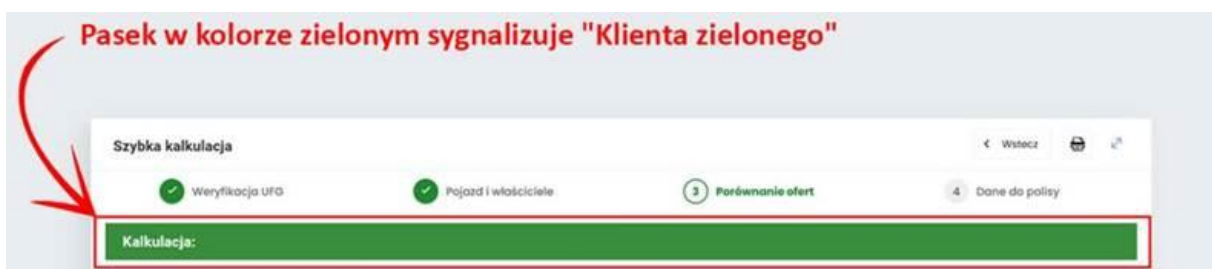 Pasek w kolorze zielonym sygnalizuje "Klienta zielonego"
Szybka kalkulacja
Wstecz
Weryfikacja UFG
Pojazd i właściciele
3 Porównanie ofert
4 Dane do polisy
Kalkulacja: